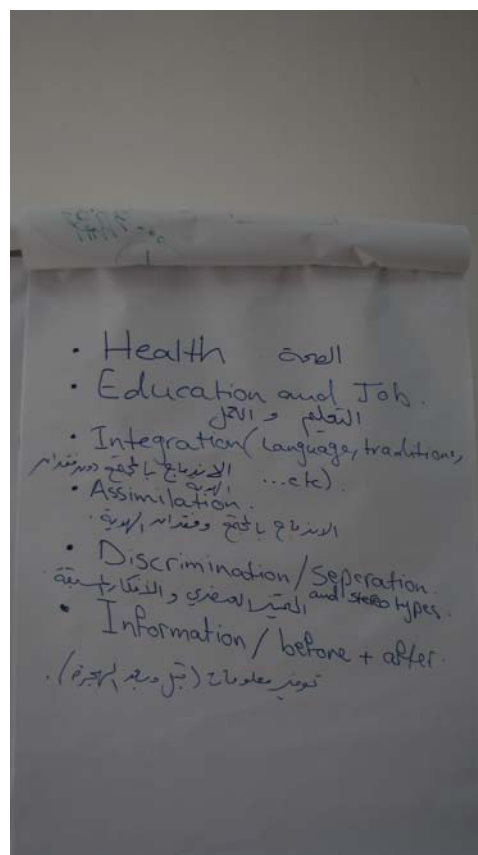 • Health الصحة
• Education and Job.
التعليم و العمل
• Integration (Language, traditions,
الاندماج بالمجتمع دون فقدان
الهوية ...etc).
• Assimilation.
الاندماج بالمجتمع وفقدان الهوية.
• Discrimination / Seperation.
and stereotypes.
التمييز العنصري و الأفكار المسبقة
• Information / before + after.
توفير معلومات (قبل وبعد الهجرة).